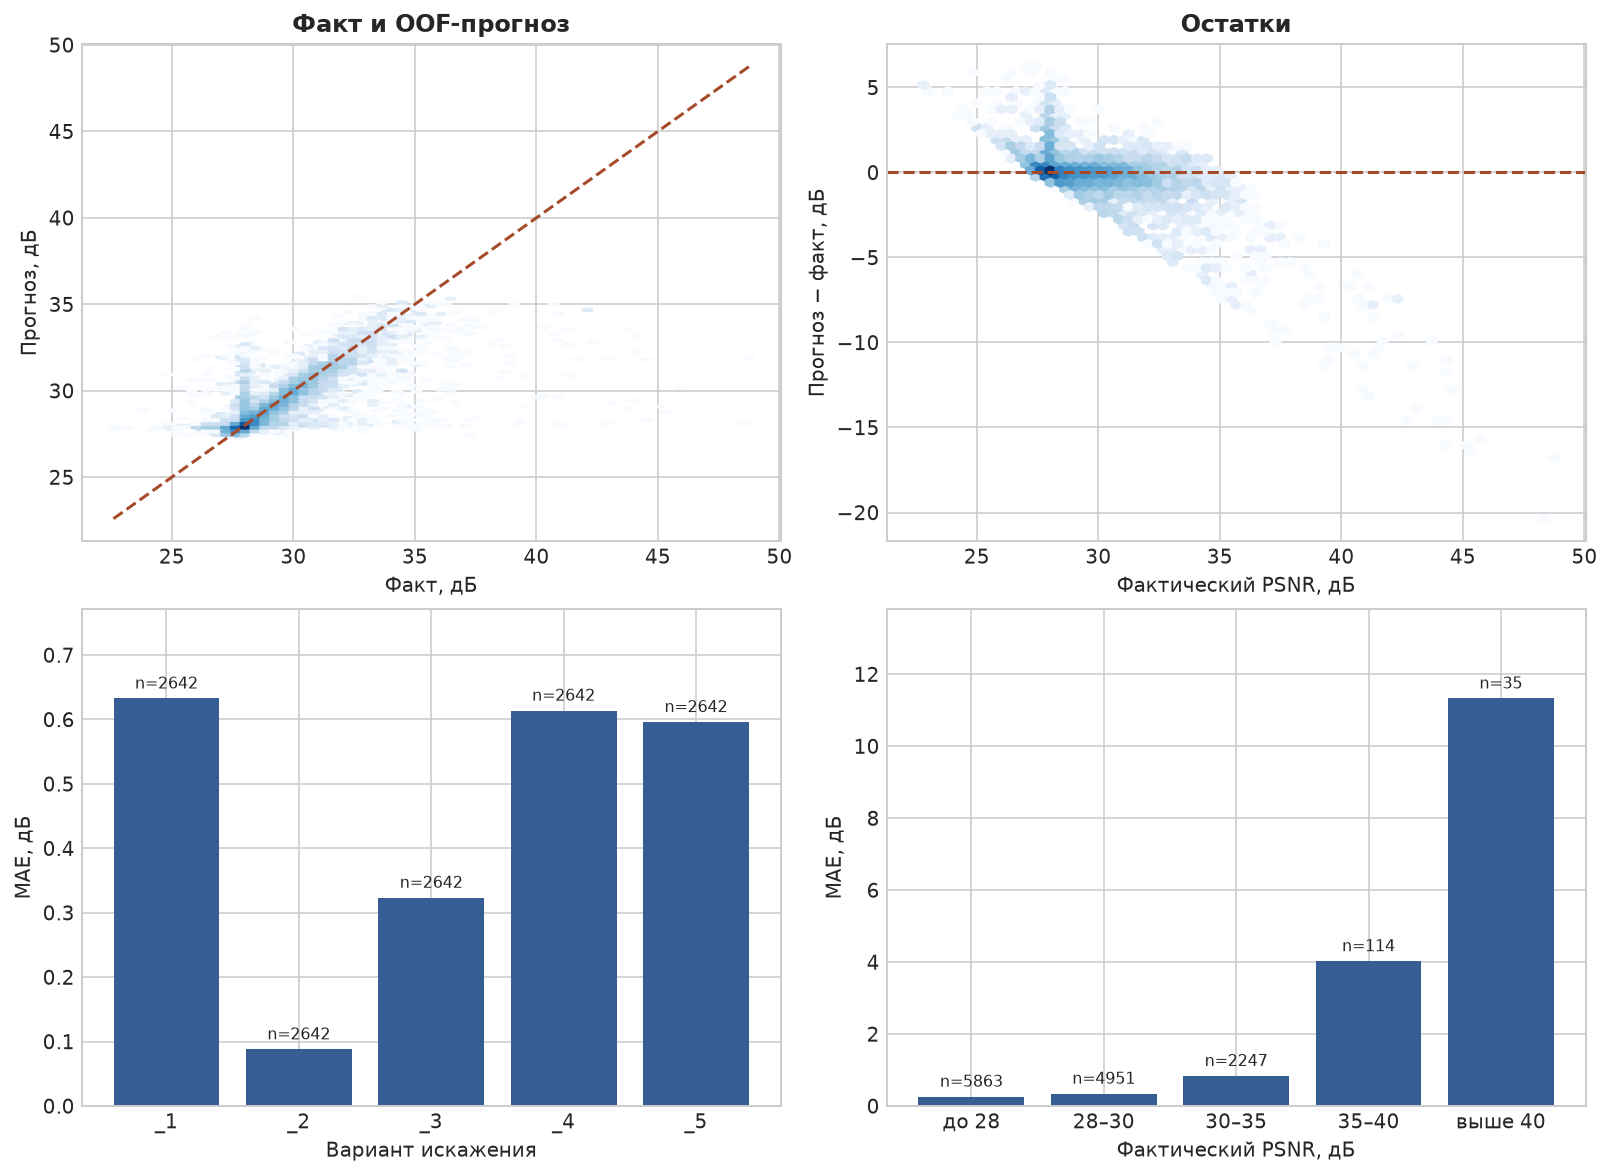 Факт и OOF-прогноз
Прогноз, дБ
50
45
40
35
30
25
25 30 35 40 45 50
Факт, дБ
Остатки
Прогноз − факт, дБ
5
0
−5
−10
−15
−20
25 30 35 40 45 50
Фактический PSNR, дБ
MAE, дБ
0.7
0.6
0.5
0.4
0.3
0.2
0.1
0.0
n=2642
n=2642
n=2642
n=2642
n=2642
_1 _2 _3 _4 _5
Вариант искажения
MAE, дБ
12
10
8
6
4
2
0
n=5863
n=4951
n=2247
n=114
n=35
до 28 28–30 30–35 35–40 выше 40
Фактический PSNR, дБ